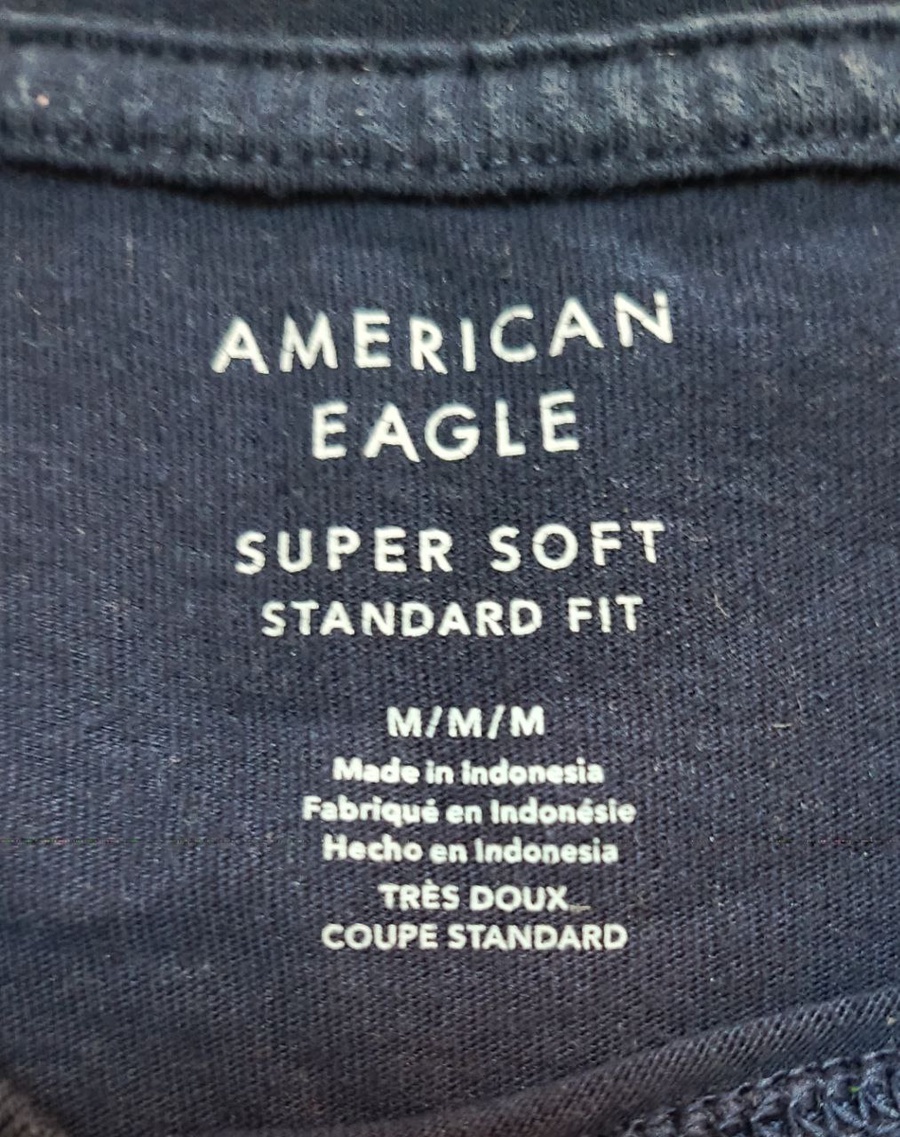 AMERICAN
EAGLE
SUPER SOFT
STANDARD FIT
M/M/M
Made in Indonesia
Fabriqué en Indonésie
Hecho en Indonesia
TRÈS DOUX
COUPE STANDARD